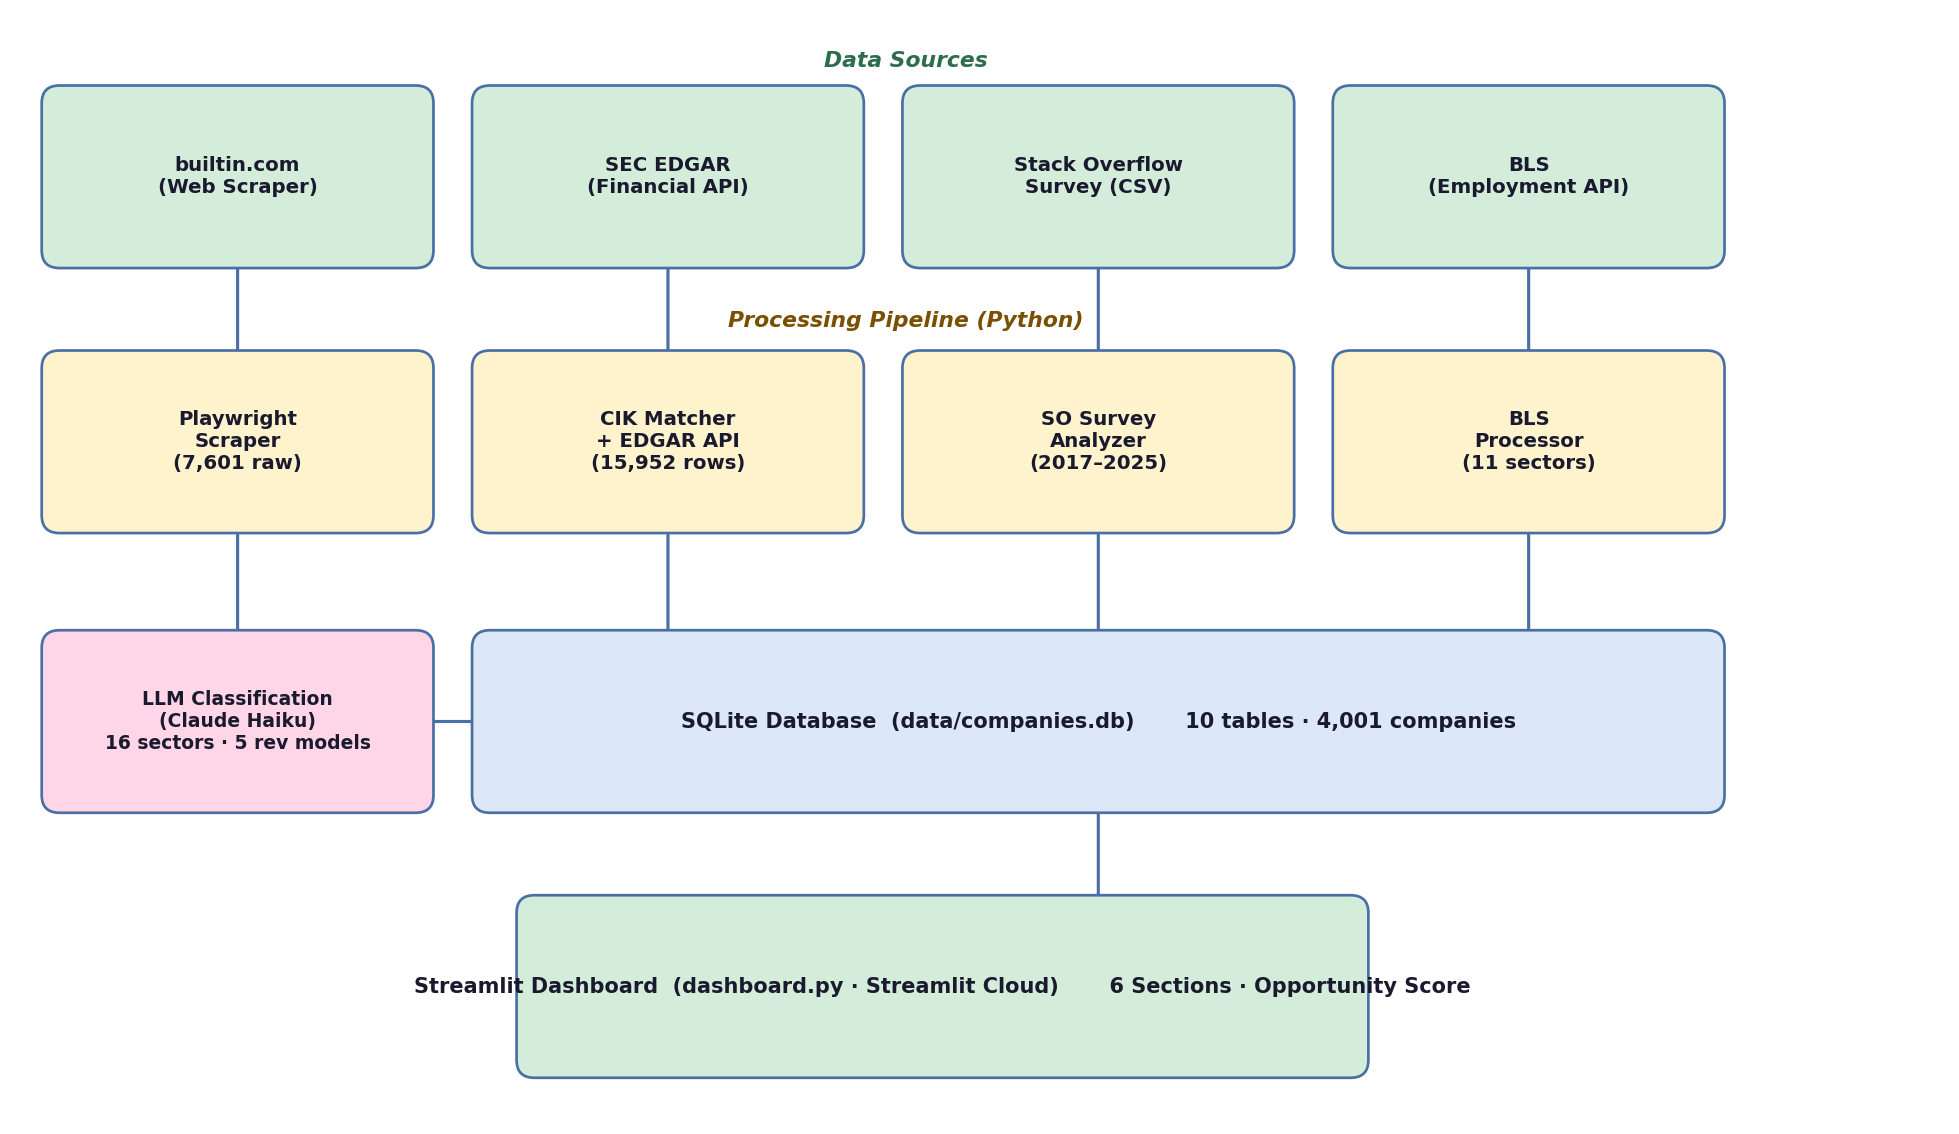 Data Sources
builtin.com
(Web Scraper)
SEC EDGAR
(Financial API)
Stack Overflow
Survey (CSV)
BLS
(Employment API)
Processing Pipeline (Python)
Playwright
Scraper
(7,601 raw)
CIK Matcher
+ EDGAR API
(15,952 rows)
SO Survey
Analyzer
(2017–2025)
BLS
Processor
(11 sectors)
LLM Classification
(Claude Haiku)
16 sectors · 5 rev models
SQLite Database  (data/companies.db)       10 tables · 4,001 companies
Streamlit Dashboard  (dashboard.py · Streamlit Cloud)       6 Sections · Opportunity Score